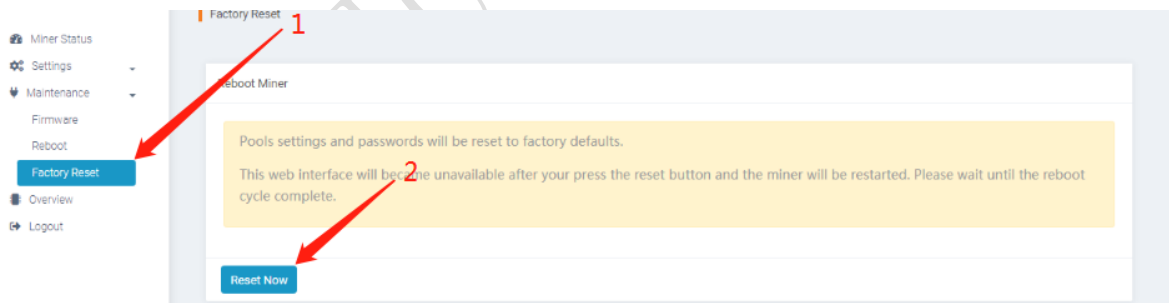 Factory Reset
1
Miner Status
Settings
Maintenance
Firmware
Reboot
Factory Reset
Overview
Logout
Reboot Miner
Pools settings and passwords will be reset to factory defaults.
This web interface will became unavailable after your press the reset button and the miner will be restarted. Please wait until the reboot
cycle complete.
2
Reset Now